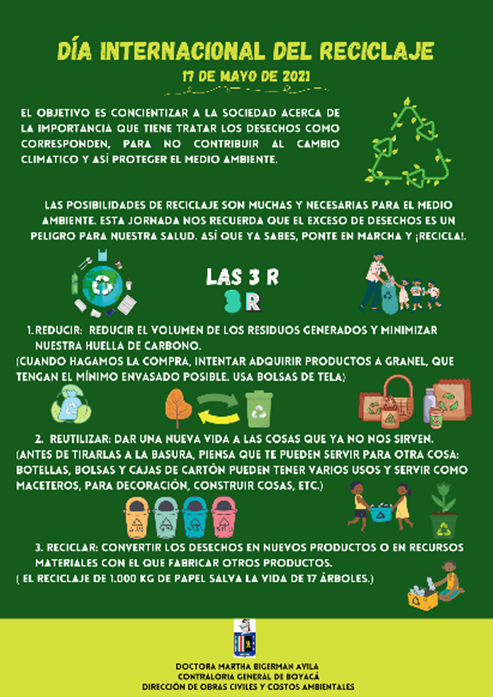 DÍA INTERNACIONAL DEL RECICLAJE
17 DE MAYO DE 2021
EL OBJETIVO ES CONCIENTIZAR A LA SOCIEDAD ACERCA DE
LA IMPORTANCIA QUE TIENE TRATAR LOS DESECHOS COMO
CORRESPONDEN, PARA NO CONTRIBUIR AL CAMBIO
CLIMATICO Y ASÍ PROTEGER EL MEDIO AMBIENTE.
LAS POSIBILIDADES DE RECICLAJE SON MUCHAS Y NECESARIAS PARA EL MEDIO
AMBIENTE. ESTA JORNADA NOS RECUERDA QUE EL EXCESO DE DESECHOS ES UN
PELIGRO PARA NUESTRA SALUD. ASÍ QUE YA SABES, PONTE EN MARCHA Y ¡RECICLA!.
LAS 3 R
3R
1. REDUCIR: REDUCIR EL VOLUMEN DE LOS RESIDUOS GENERADOS Y MINIMIZAR
NUESTRA HUELLA DE CARBONO.
(CUANDO HAGAMOS LA COMPRA, INTENTAR ADQUIRIR PRODUCTOS A GRANEL, QUE
TENGAN EL MÍNIMO ENVASADO POSIBLE. USA BOLSAS DE TELA)
2. REUTILIZAR: DAR UNA NUEVA VIDA A LAS COSAS QUE YA NO NOS SIRVEN.
(ANTES DE TIRARLAS A LA BASURA, PIENSA QUE TE PUEDEN SERVIR PARA OTRA COSA:
BOTELLAS, BOLSAS Y CAJAS DE CARTÓN PUEDEN TENER VARIOS USOS Y SERVIR COMO
MACETEROS, PARA DECORACIÓN, CONSTRUIR COSAS, ETC.)
3. RECICLAR: CONVERTIR LOS DESECHOS EN NUEVOS PRODUCTOS O EN RECURSOS
MATERIALES CON EL QUE FABRICAR OTROS PRODUCTOS.
( EL RECICLAJE DE 1.000 KG DE PAPEL SALVA LA VIDA DE 17 ÁRBOLES.)
DOCTORA MARTHA BIGERMAN AVILA
CONTRALORIA GENERAL DE BOYACÁ
DIRECCIÓN DE OBRAS CIVILES Y COSTOS AMBIENTALES